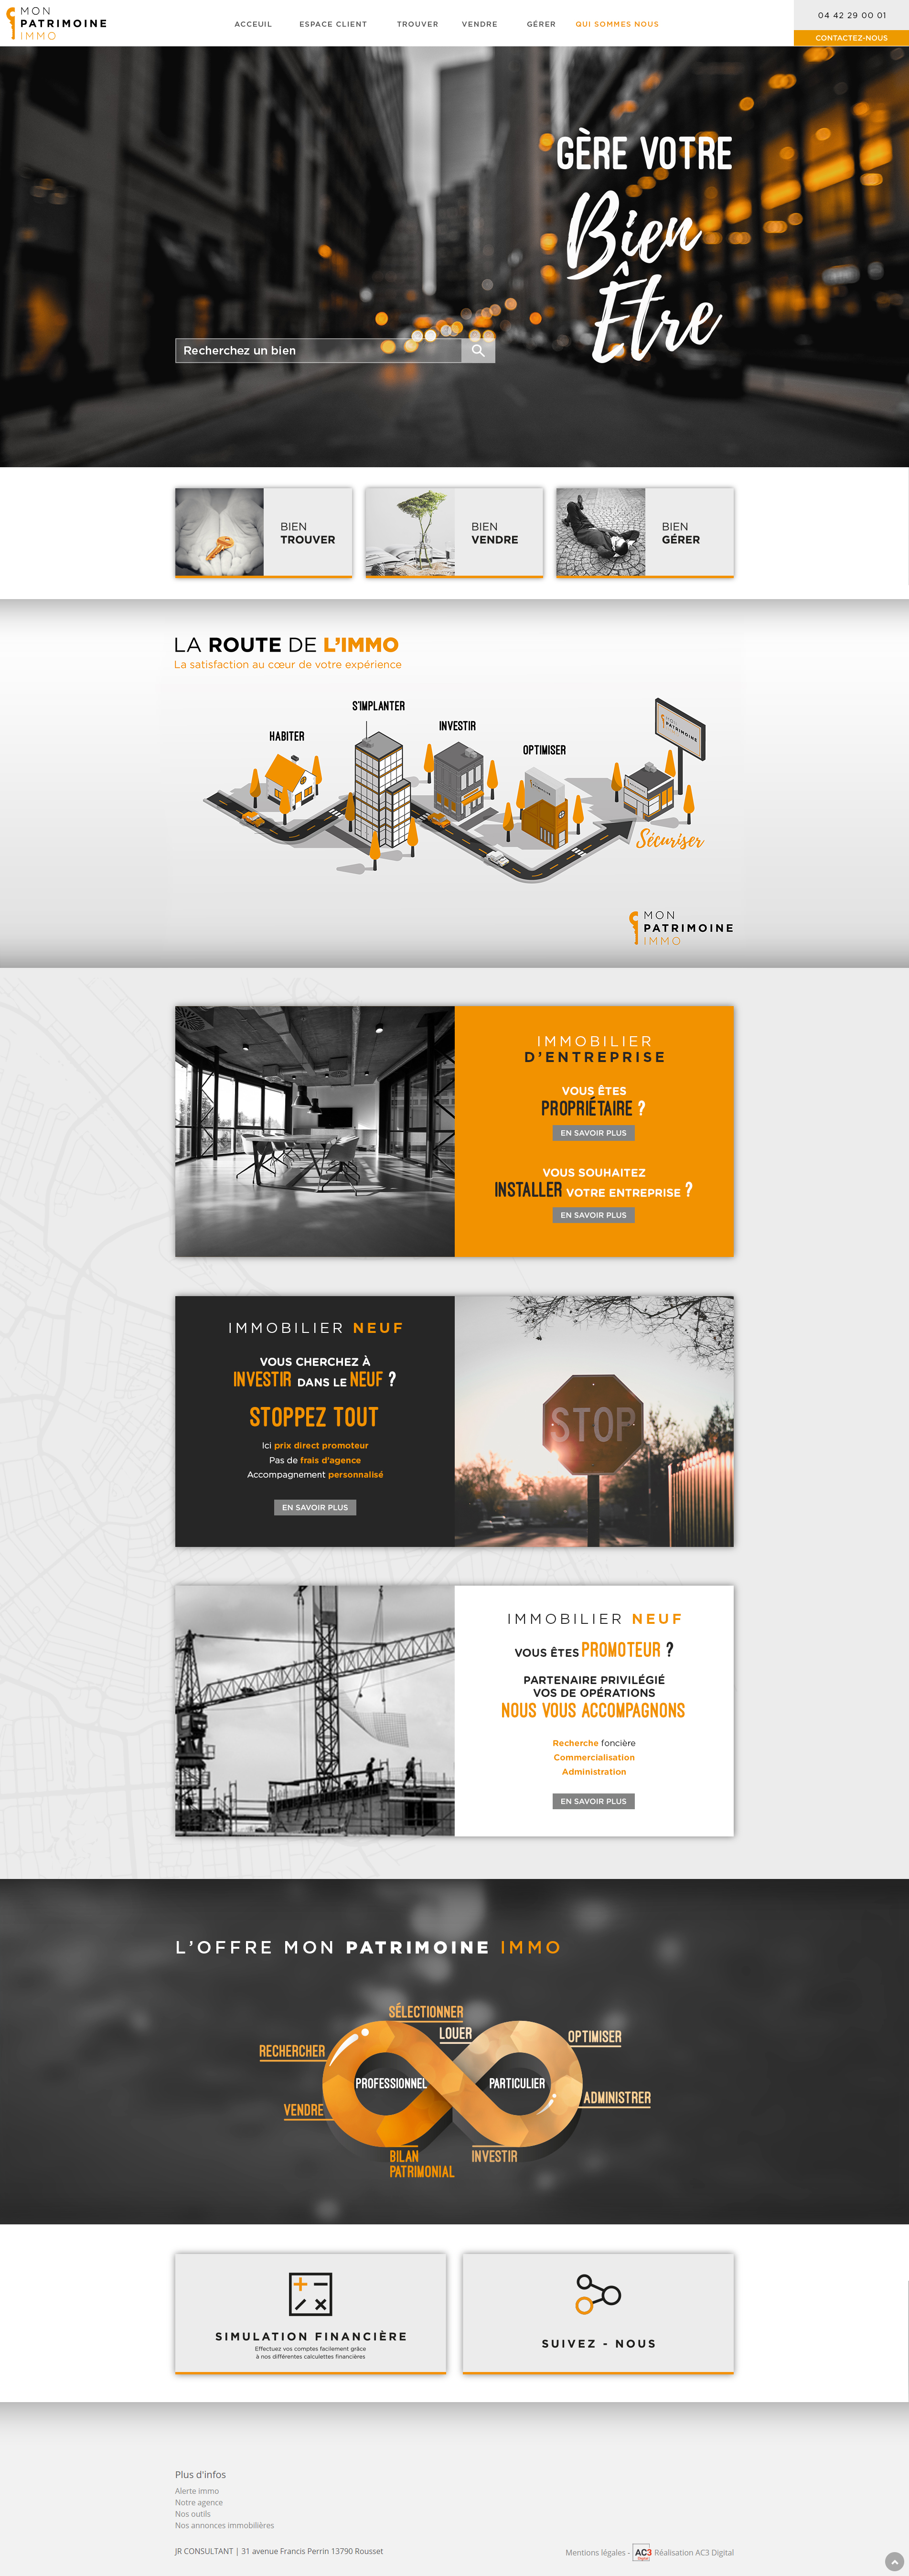 MON
PATRIMOINE
IMMO
ACCEUIL ESPACE CLIENT TROUVER VENDRE GÉRER QUI SOMMES NOUS
04 42 29 00 01
CONTACTEZ-NOUS
GÈRE VOTRE
Bien
Être
Recherchez un bien
BIEN
TROUVER
BIEN
VENDRE
BIEN
GÉRER
LA ROUTE DE L'IMMO
La satisfaction au cœur de votre expérience
HABITER
S'IMPLANTER
INVESTIR
OPTIMISER
MON
PATRIMOINE
Sécuriser
MON
PATRIMOINE
IMMO
IMMOBILIER
D'ENTREPRISE
VOUS ÊTES
PROPRIÉTAIRE ?
EN SAVOIR PLUS
VOUS SOUHAITEZ
INSTALLER VOTRE ENTREPRISE ?
EN SAVOIR PLUS
IMMOBILIER NEUF
VOUS CHERCHEZ À
INVESTIR DANS LE NEUF ?
STOPPEZ TOUT
Ici prix direct promoteur
Pas de frais d'agence
Accompagnement personnalisé
EN SAVOIR PLUS
STOP
IMMOBILIER NEUF
VOUS ÊTES PROMOTEUR ?
PARTENAIRE PRIVILÉGIÉ
VOS DE OPÉRATIONS
NOUS VOUS ACCOMPAGNONS
Recherche foncière
Commercialisation
Administration
EN SAVOIR PLUS
L'OFFRE MON PATRIMOINE IMMO
SÉLECTIONNER
LOUER
OPTIMISER
RECHERCHER
PROFESSIONNEL
PARTICULIER
ADMINISTRER
VENDRE
BILAN
PATRIMONIAL
INVESTIR
SIMULATION FINANCIÈRE
Effectuez vos comptes facilement grâce
à nos différentes calculettes financières
SUIVEZ - NOUS
Plus d'infos
Alerte immo
Notre agence
Nos outils
Nos annonces immobilières
JR CONSULTANT | 31 avenue Francis Perrin 13790 Rousset
Mentions légales - AC3 Digital Réalisation AC3 Digital